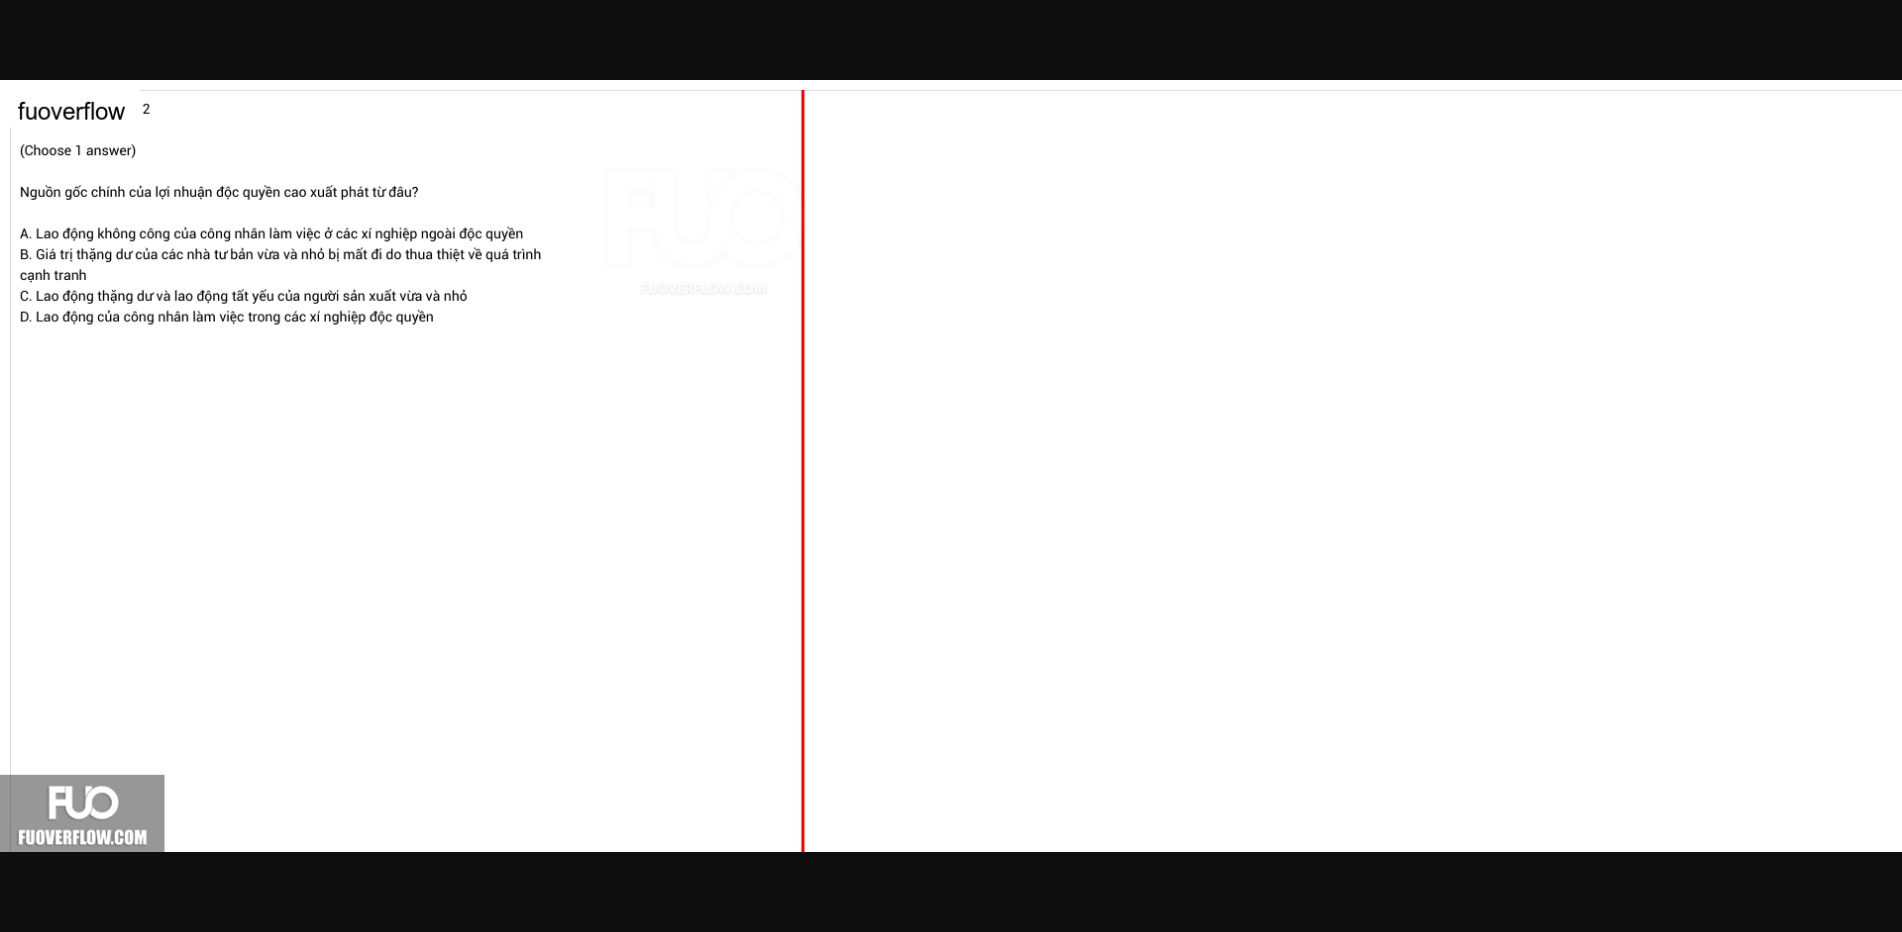 fuoverflow 2
(Choose 1 answer)
Nguồn gốc chính của lợi nhuận độc quyền cao xuất phát từ đâu?
A. Lao động không công của công nhân làm việc ở các xí nghiệp ngoài độc quyền
B. Giá trị thặng dư của các nhà tư bản vừa và nhỏ bị mất đi do thua thiệt về quá trình
cạnh tranh
C. Lao động thặng dư và lao động tất yếu của người sản xuất vừa và nhỏ
D. Lao động của công nhân làm việc trong các xí nghiệp độc quyền
FUO
FUOVERFLOW.COM
FUO
FUOVERFLOW.COM